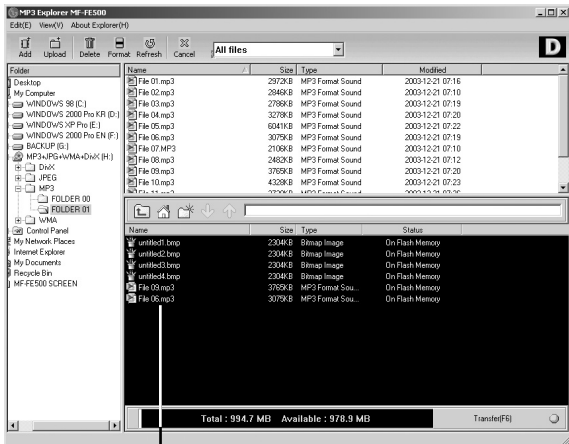 MP3 Explorer MF-FE500
Edit(E) View(V) About Explorer(H)
Add Upload Delete Format Refresh Cancel
All files
D
Folder
Desktop
My Computer
WINDOWS 98 (C:)
WINDOWS 2000 Pro KR (D:)
WINDOWS XP Pro (E:)
WINDOWS 2000 Pro EN (F:)
BACKUP (G:)
MP3+JPG+WMA+DivX (H:)
DivX
JPEG
MP3
FOLDER 00
FOLDER 01
WMA
Control Panel
My Network Places
Internet Explorer
My Documents
Recycle Bin
MF-FE500 SCREEN
Name Size Type Modified
File 01.mp3 2972KB MP3 Format Sound 2003-12-21 07:16
File 02.mp3 2846KB MP3 Format Sound 2003-12-21 07:10
File 03.mp3 2786KB MP3 Format Sound 2003-12-21 07:19
File 04.mp3 3278KB MP3 Format Sound 2003-12-21 07:20
File 05.mp3 6041KB MP3 Format Sound 2003-12-21 07:22
File 06.mp3 3075KB MP3 Format Sound 2003-12-21 07:19
File 07.MP3 2106KB MP3 Format Sound 2003-12-21 07:10
File 08.mp3 2482KB MP3 Format Sound 2003-12-21 07:12
File 09.mp3 3765KB MP3 Format Sound 2003-12-21 07:20
File 10.mp3 4328KB MP3 Format Sound 2003-12-21 07:23
Name Size Type Status
untitled1.bmp 2304KB Bitmap Image On Flash Memory
untitled2.bmp 2304KB Bitmap Image On Flash Memory
untitled3.bmp 2304KB Bitmap Image On Flash Memory
untitled4.bmp 2304KB Bitmap Image On Flash Memory
File 09.mp3 3765KB MP3 Format Sou... On Flash Memory
File 06.mp3 3075KB MP3 Format Sou... On Flash Memory
Total : 994.7 MB Available : 978.9 MB
Transfer(F6)